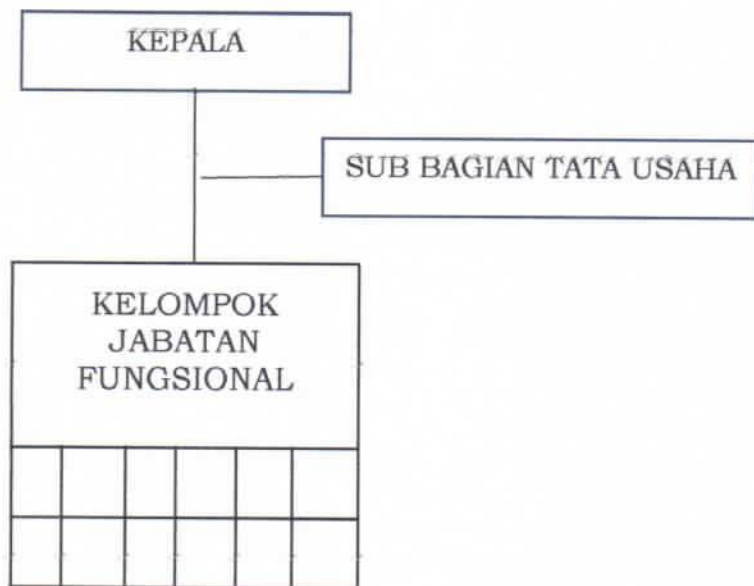 KEPALA
SUB BAGIAN TATA USAHA
KELOMPOK
JABATAN
FUNGSIONAL